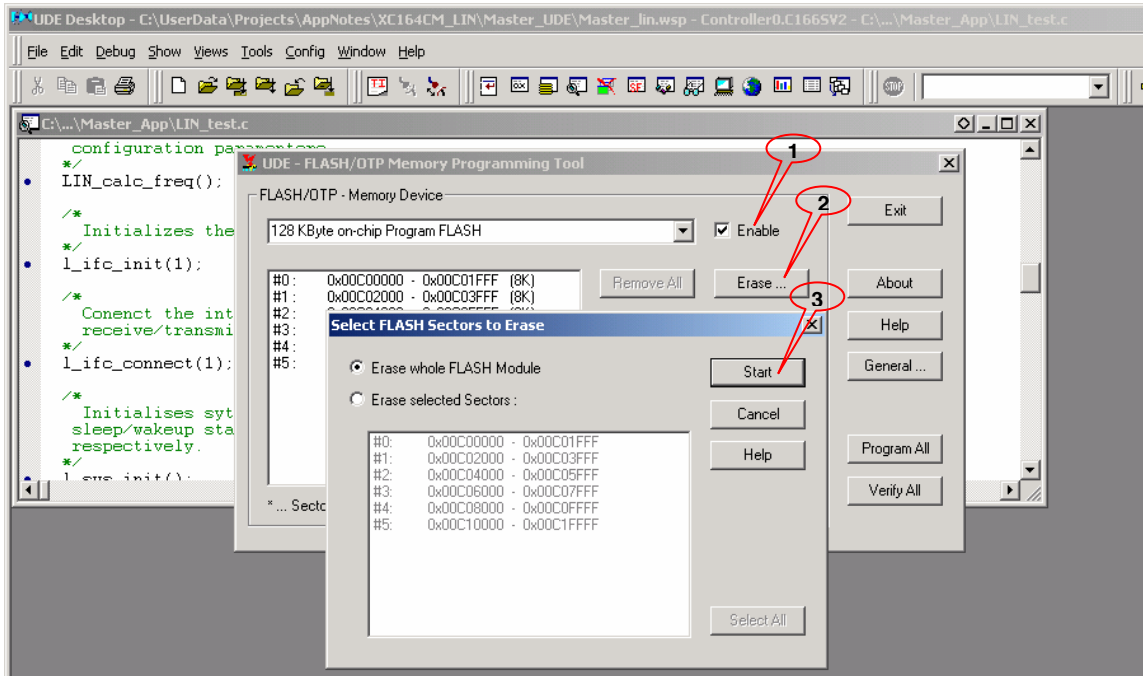 UDE Desktop - C:\UserData\Projects\AppNotes\XC164CM_LIN\Master_UDE\Master_lin.wsp - Controller0.C166SV2 - C:\...\Master_App\LIN_test.c
File Edit Debug Show Views Tools Config Window Help
C:\...\Master_App\LIN_test.c
configuration
*/
LIN_calc_freq();
/*
Initializes the
*/
l_ifc_init(1);
/*
Conenct the int
receive/transmi
*/
l_ifc_connect(1);
/*
Initialises syt
sleep/wakeup sta
respectively.
*/
l_sys_init();
UDE - FLASH/OTP Memory Programming Tool
FLASH/OTP - Memory Device
128 KByte on-chip Program FLASH
Enable
Exit
#0: 0x00C00000 - 0x00C01FFF (8K)
#1: 0x00C02000 - 0x00C03FFF (8K)
#2:
#3:
#4:
#5:
Remove All
Erase ...
About
Help
General ...
Program All
Verify All
* ... Secto
Select FLASH Sectors to Erase
Erase whole FLASH Module
Erase selected Sectors :
#0: 0x00C00000 - 0x00C01FFF
#1: 0x00C02000 - 0x00C03FFF
#2: 0x00C04000 - 0x00C05FFF
#3: 0x00C06000 - 0x00C07FFF
#4: 0x00C08000 - 0x00C0FFFF
#5: 0x00C10000 - 0x00C1FFFF
Start
Cancel
Help
Select All
1
2
3